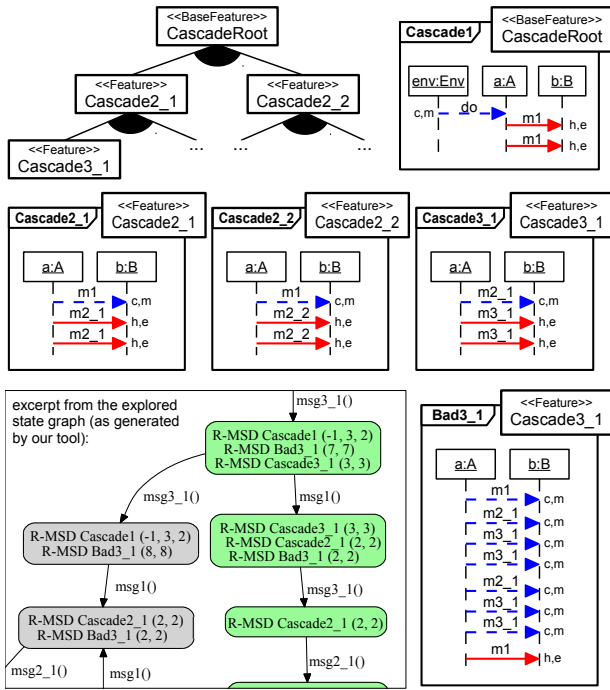 <<BaseFeature>>
CascadeRoot
<<Feature>>
Cascade2_1
<<Feature>>
Cascade2_2
<<Feature>>
Cascade3_1
...
...
...
Cascade1
<<BaseFeature>>
CascadeRoot
env:Env
a:A
b:B
c,m
do
m1
h,e
m1
h,e
Cascade2_1
<<Feature>>
Cascade2_1
a:A
b:B
m1
c,m
m2_1
h,e
m2_1
h,e
Cascade2_2
<<Feature>>
Cascade2_2
a:A
b:B
m1
c,m
m2_2
h,e
m2_2
h,e
Cascade3_1
<<Feature>>
Cascade3_1
a:A
b:B
m2_1
c,m
m3_1
h,e
m3_1
h,e
excerpt from the explored
state graph (as generated
by our tool):
msg3_1()
R-MSD Cascade1 (-1, 3, 2)
R-MSD Bad3_1 (7, 7)
R-MSD Cascade3_1 (3, 3)
msg3_1()
msg1()
R-MSD Cascade1 (-1, 3, 2)
R-MSD Bad3_1 (8, 8)
R-MSD Cascade3_1 (3, 3)
R-MSD Cascade2_1 (2, 2)
R-MSD Bad3_1 (2, 2)
msg1()
msg3_1()
R-MSD Cascade2_1 (2, 2)
R-MSD Bad3_1 (2, 2)
R-MSD Cascade2_1 (2, 2)
msg2_1()
msg1()
msg2_1()
Bad3_1
<<Feature>>
Cascade3_1
a:A
b:B
m1
c,m
m2_1
c,m
m3_1
c,m
m3_1
c,m
m2_1
c,m
m3_1
c,m
m3_1
c,m
m1
h,e